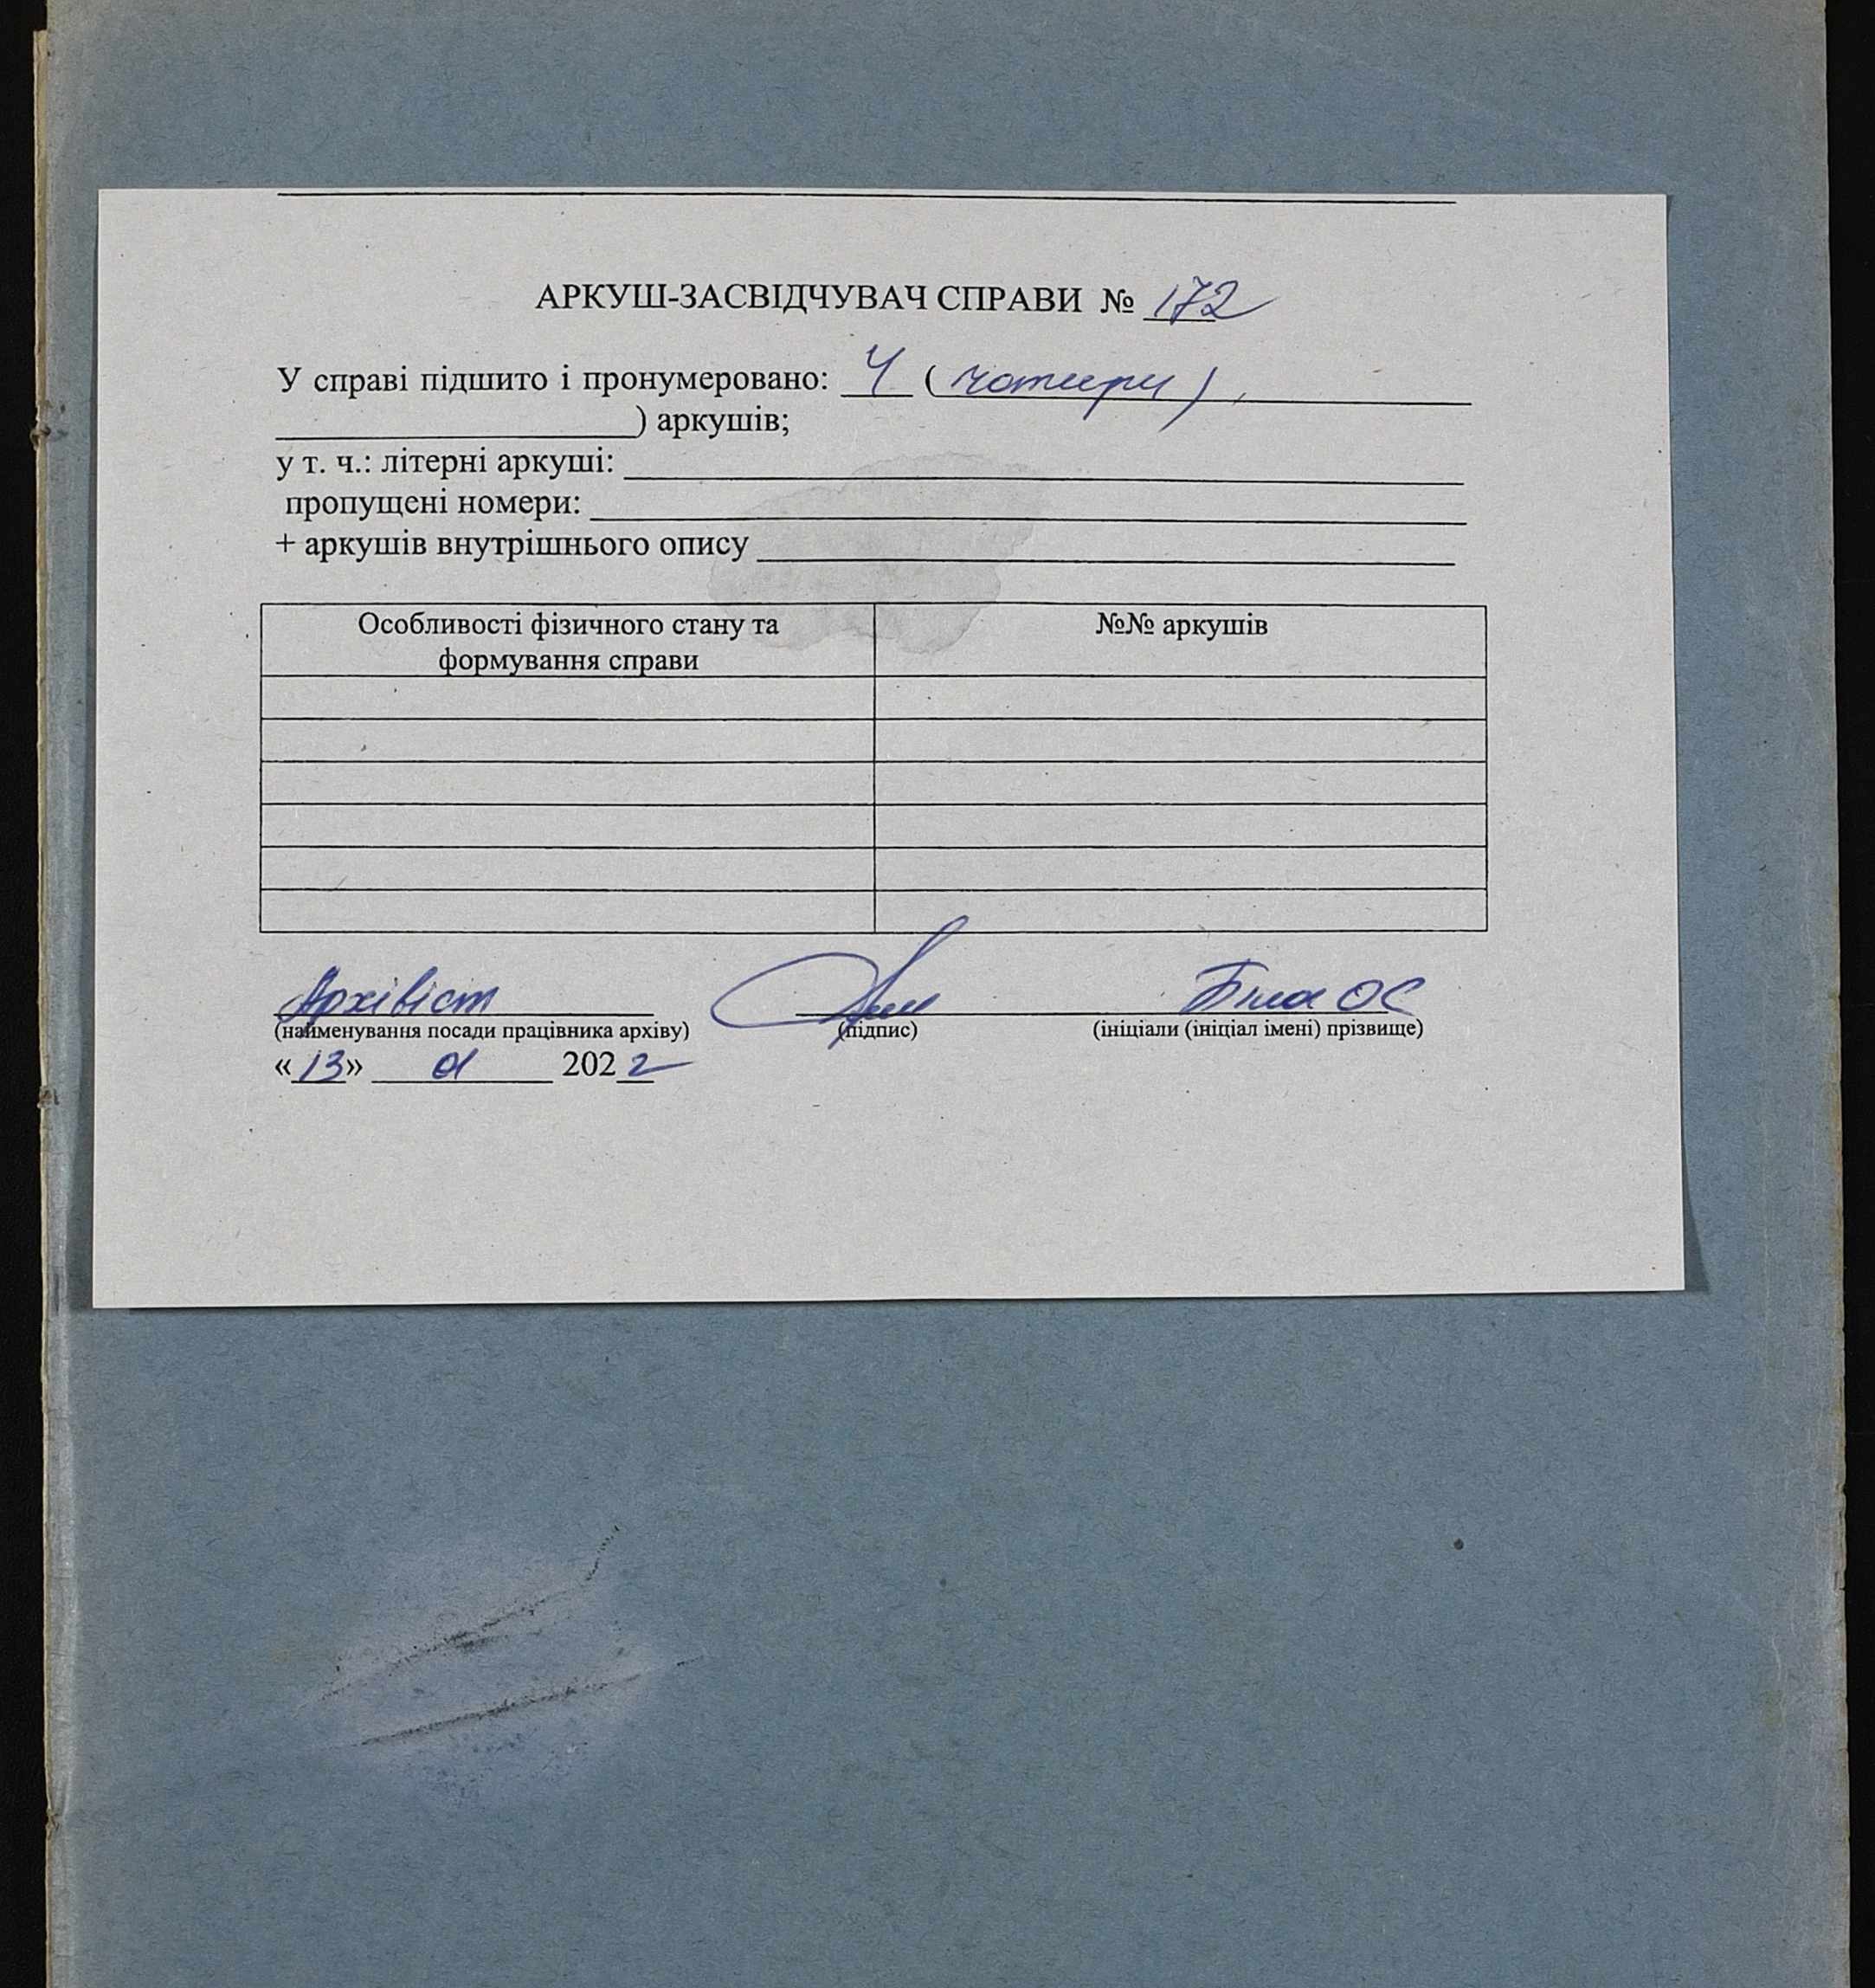 АРКУШ-ЗАСВІДЧУВАЧ СПРАВИ № 172
У справі підшито і пронумеровано: 4 ( чотири )
) аркушів;
у т. ч.: літерні аркуші:
пропущені номери:
+ аркушів внутрішнього опису
Особливості фізичного стану та
формування справи
№№ аркушів
Архівіст Біла ОС
(найменування посади працівника архіву) (підпис) (ініціали (ініціал імені) прізвище)
«13» 01 2022